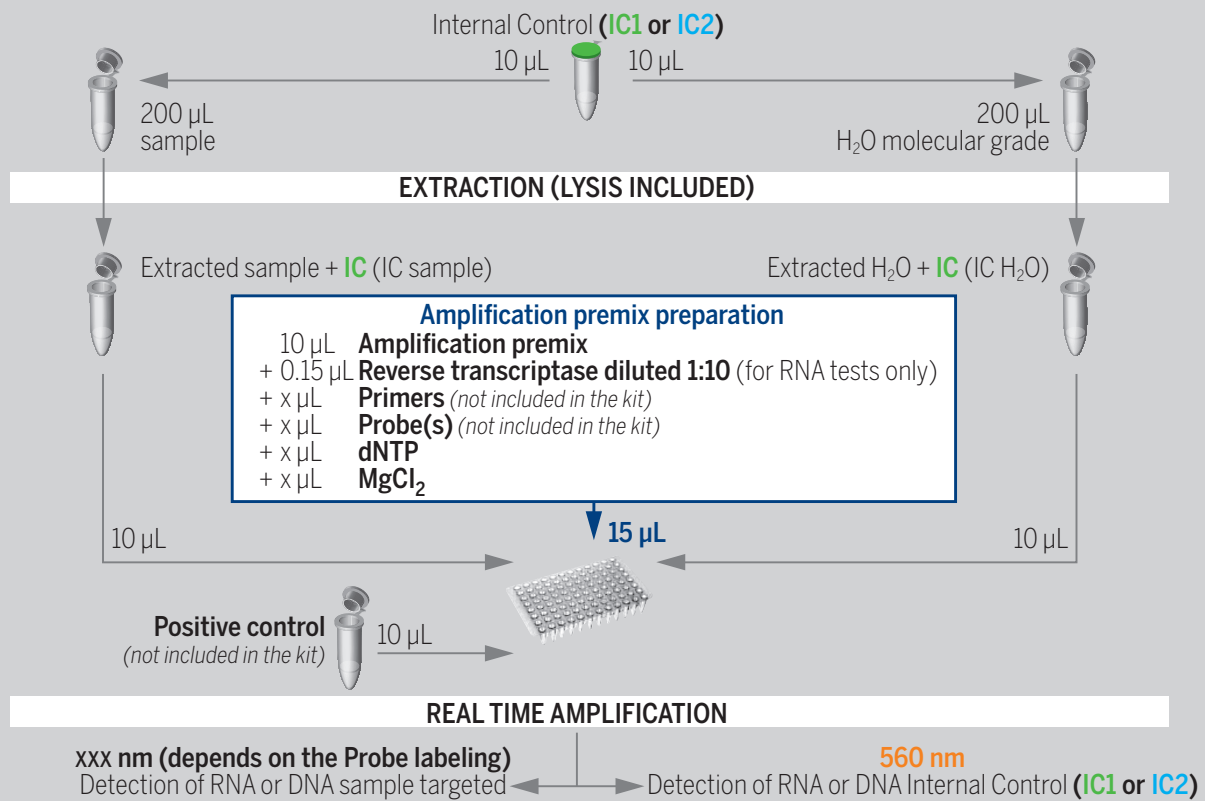 Internal Control (IC1 or IC2)
10 µL
10 µL
200 µL
sample
200 µL
H₂O molecular grade
EXTRACTION (LYSIS INCLUDED)
Extracted sample + IC (IC sample)
Extracted H₂O + IC (IC H₂O)
Amplification premix preparation
10 µL Amplification premix
+ 0.15 µL Reverse transcriptase diluted 1:10 (for RNA tests only)
+ x µL Primers (not included in the kit)
+ x µL Probe(s) (not included in the kit)
+ x µL dNTP
+ x µL MgCl₂
15 µL
10 µL
10 µL
Positive control
(not included in the kit)
10 µL
REAL TIME AMPLIFICATION
xxx nm (depends on the Probe labeling)
Detection of RNA or DNA sample targeted
560 nm
Detection of RNA or DNA Internal Control (IC1 or IC2)